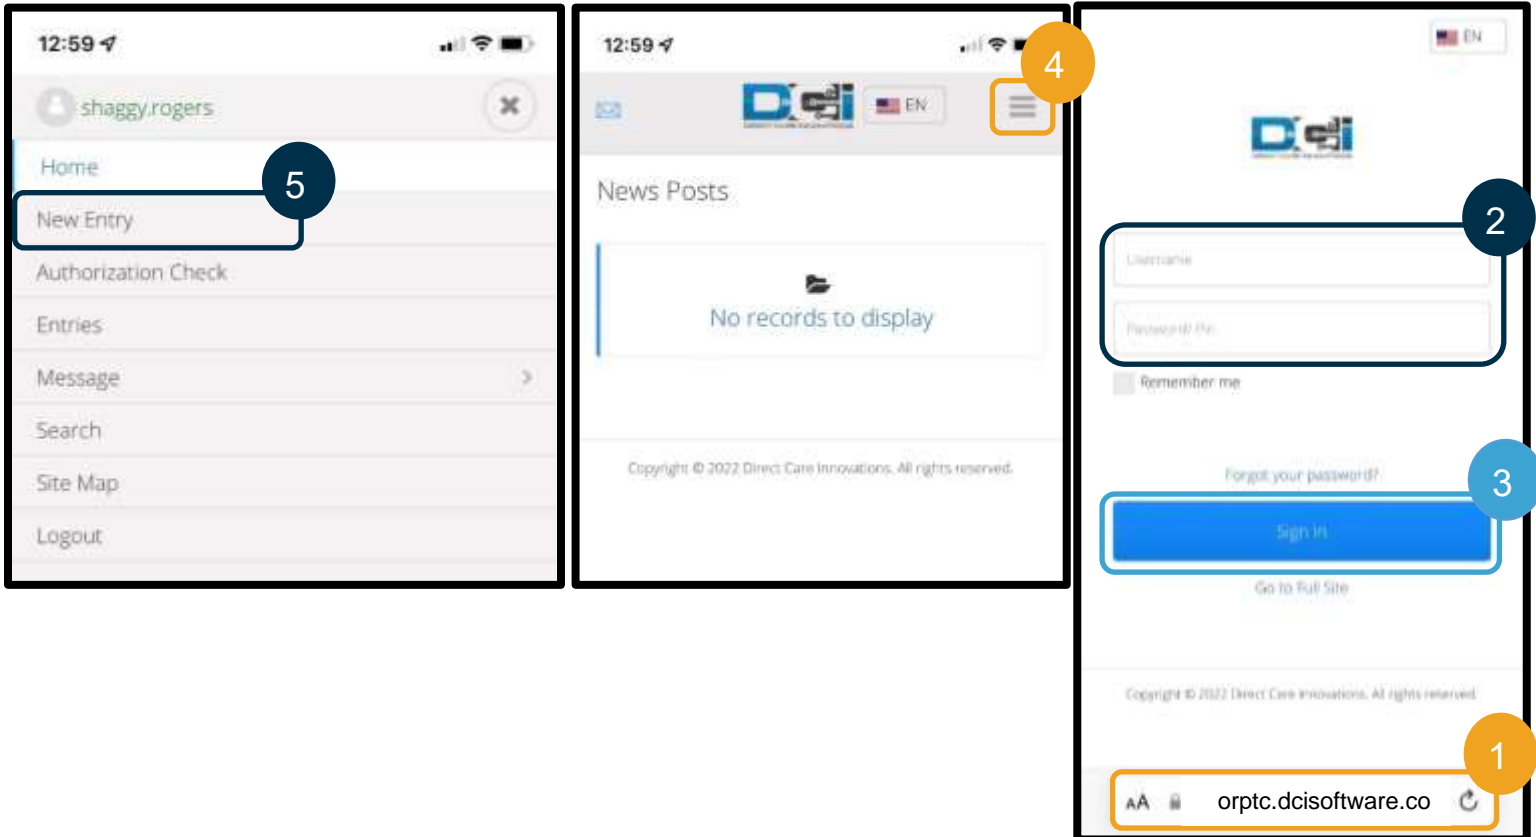 12:59
shaggy.rogers
Home
5
New Entry
Authorization Check
Entries
Message
Search
Site Map
Logout
12:59
4
DCi
EN
News Posts
No records to display
Copyright © 2022 Direct Care Innovations. All rights reserved.
EN
DCi
2
Username
Password/ Pin
Remember me
Forgot your password?
3
Sign in
Go to Full Site
Copyright © 2022 Direct Care Innovations. All rights reserved.
1
AA orptc.dcisoftware.co